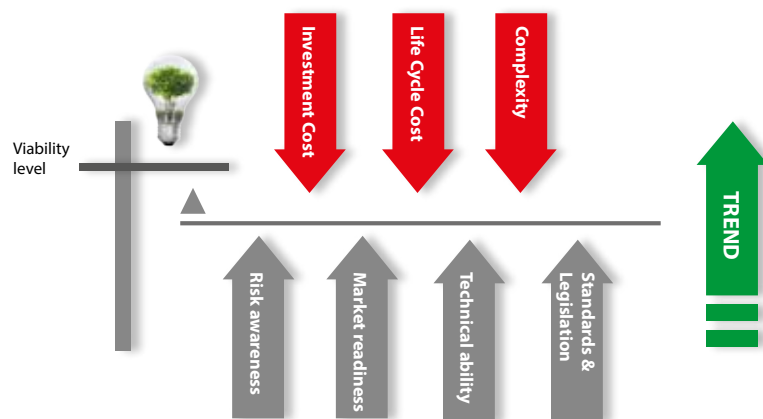 Viability
level
Investment Cost
Life Cycle Cost
Complexity
Risk awareness
Market readiness
Technical ability
Standards &
Legislation
TREND